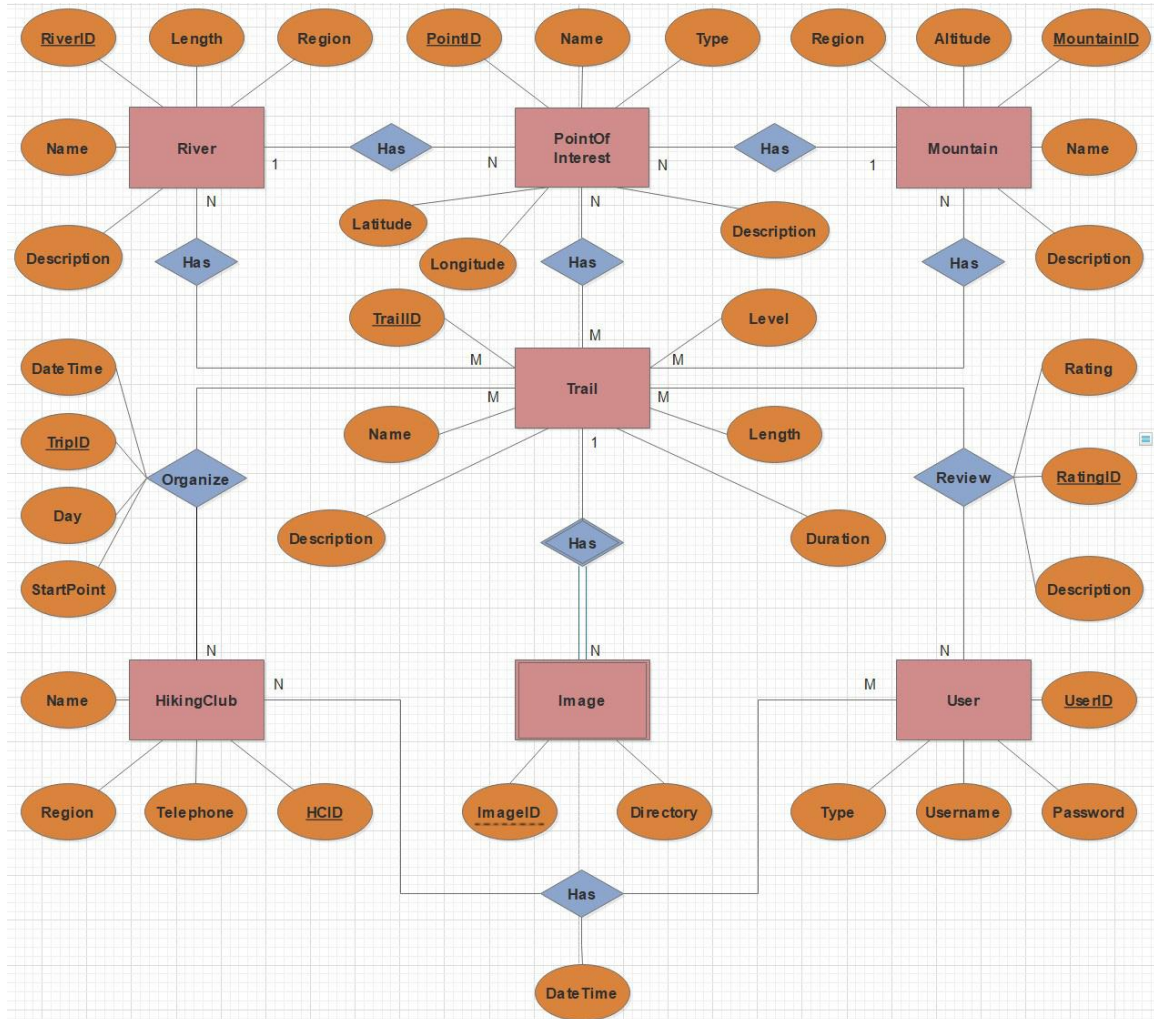 RiverID
Length
Region
PointID
Name
Type
Region
Altitude
MountainID
Name
River
1
Has
N
PointOf
Interest
N
Has
1
Mountain
Name
N
N
N
Description
Has
Latitude
Longitude
Has
Description
Has
Description
TrailID
M
Level
DateTime
M
M
Rating
M
Trail
M
TripID
Name
1
Length
Organize
Review
RatingID
Day
Description
Has
Duration
StartPoint
Description
N
N
N
Name
HikingClub
N
Image
M
User
UserID
Region
Telephone
HCID
ImageID
Directory
Type
Username
Password
Has
DateTime